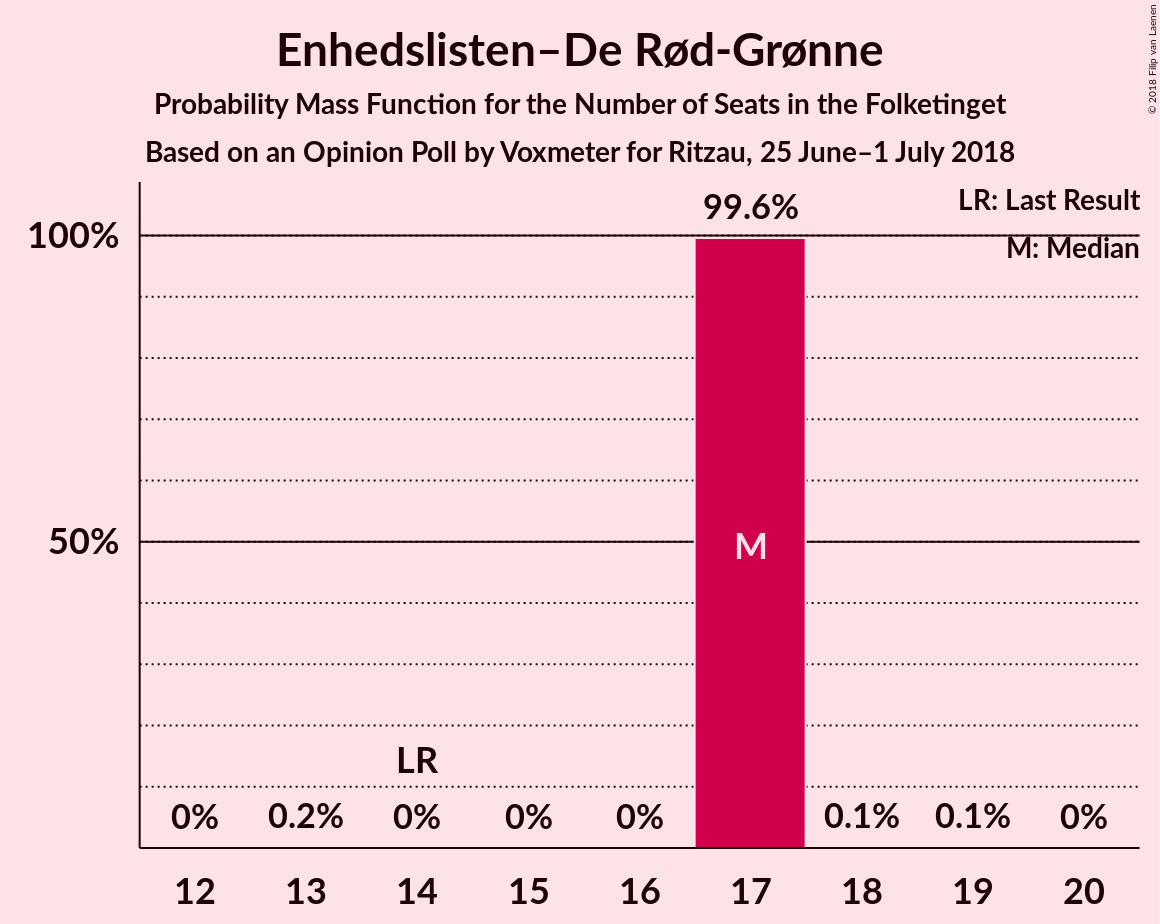 Enhedslisten–De Rød-Grønne
Probability Mass Function for the Number of Seats in the Folketinget
Based on an Opinion Poll by Voxmeter for Ritzau, 25 June–1 July 2018
© 2018 Filip van Laenen
LR: Last Result
M: Median
99.6%
100%
50%
M
LR
0% 0.2% 0% 0% 0% 0.1% 0.1% 0%
12 13 14 15 16 17 18 19 20